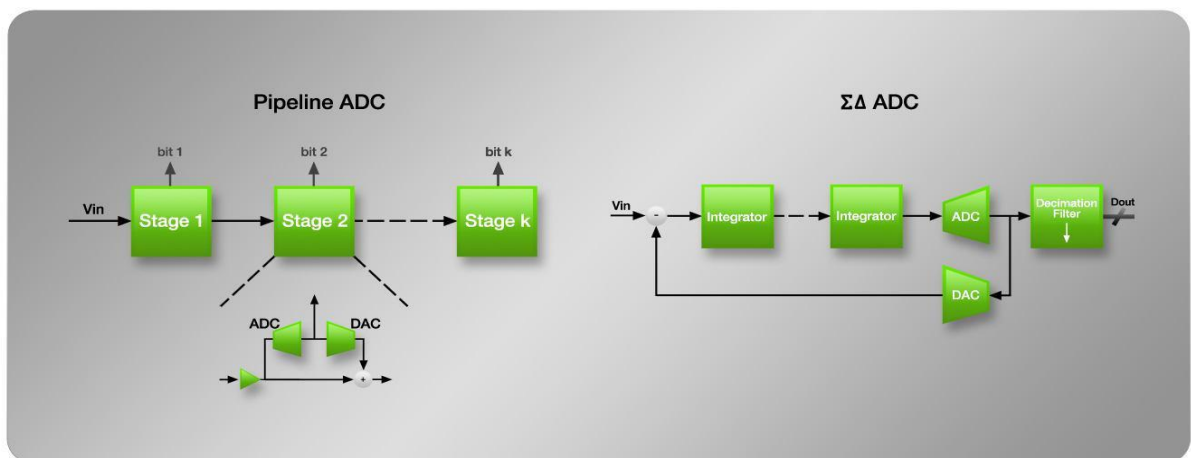 Pipeline ADC
bit 1
bit 2
bit k
Vin
Stage 1
Stage 2
Stage k
ADC
DAC
+
ΣΔ ADC
Vin
-
Integrator
Integrator
ADC
Decimation
Filter
Dout
DAC